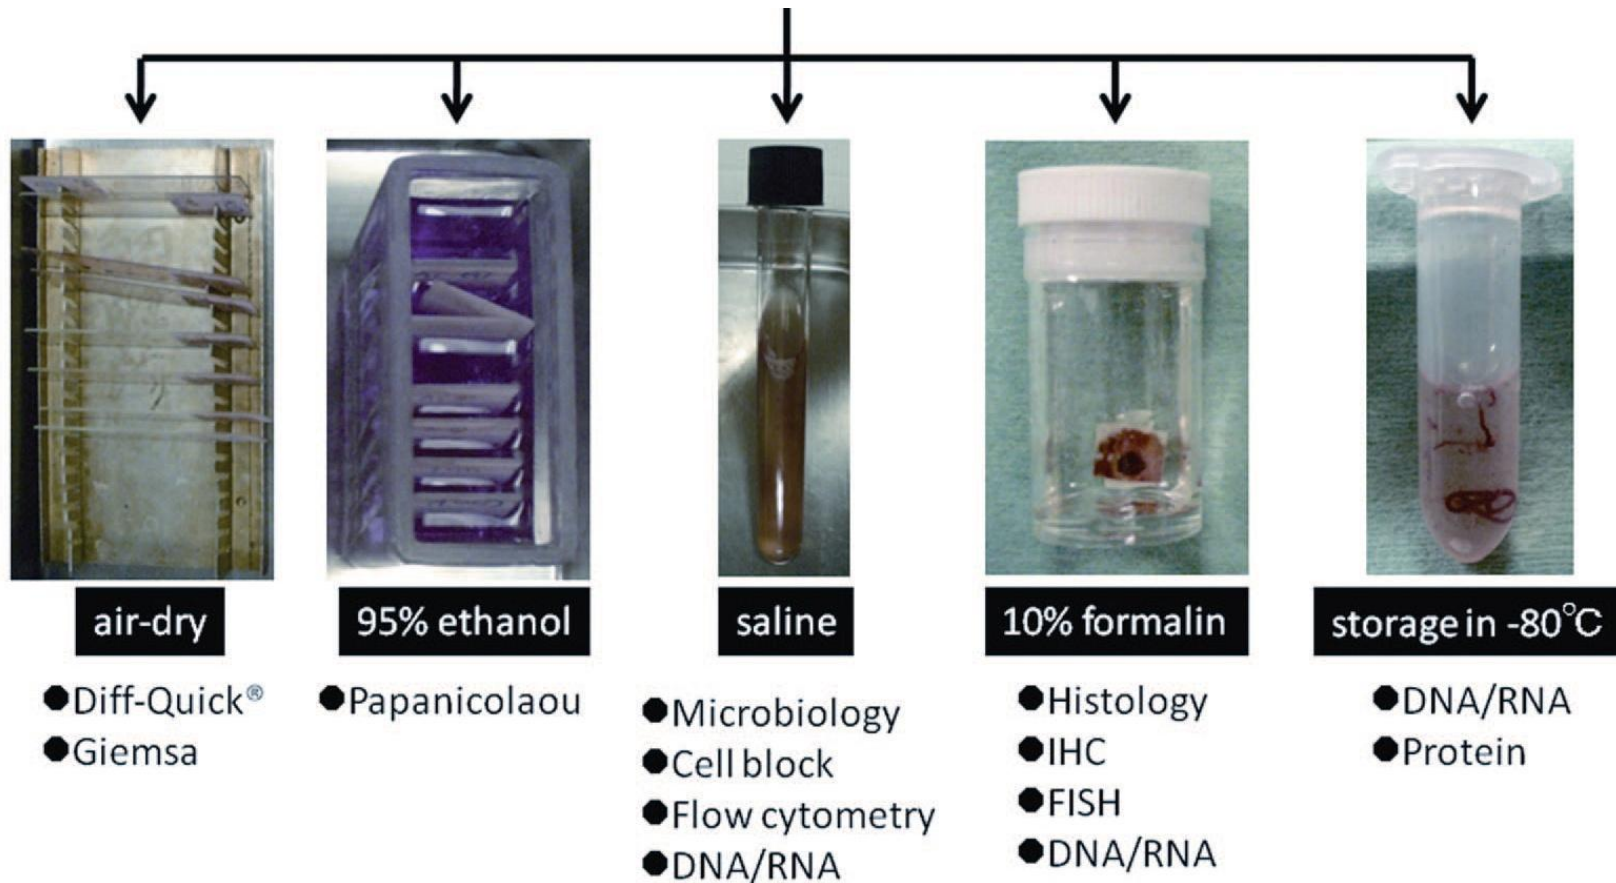 air-dry
95% ethanol
saline
10% formalin
storage in -80℃
●Diff-Quick®
●Giemsa
●Papanicolaou
●Microbiology
●Cell block
●Flow cytometry
●DNA/RNA
●Histology
●IHC
●FISH
●DNA/RNA
●DNA/RNA
●Protein